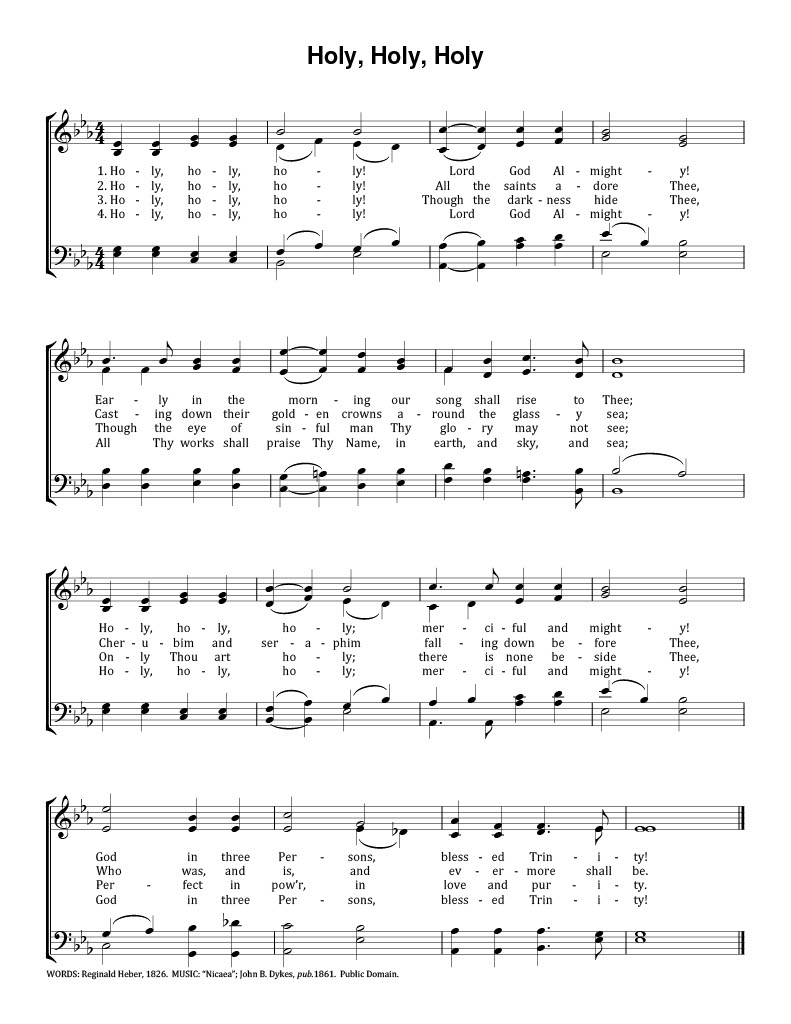 Holy, Holy, Holy
1. Ho - ly, ho - ly, ho - ly! Lord God Al - might - y!
2. Ho - ly, ho - ly, ho - ly! All the saints a - dore Thee,
3. Ho - ly, ho - ly, ho - ly! Though the dark - ness hide Thee,
4. Ho - ly, ho - ly, ho - ly! Lord God Al - might - y!
Ear - ly in the morn - ing our song shall rise to Thee;
Cast - ing down their gold - en crowns a - round the glass - y sea;
Though the eye of sin - ful man Thy glo - ry may not see;
All Thy works shall praise Thy Name, in earth, and sky, and sea;
Ho - ly, ho - ly, ho - ly; mer - ci - ful and might - y!
Cher - u - bim and ser - a - phim fall - ing down be - fore Thee,
On - ly Thou art ho - ly; there is none be - side Thee,
Ho - ly, ho - ly, ho - ly; mer - ci - ful and might - y!
God in three Per - sons, bless - ed Trin - i - ty!
Who was, and is, and ev - er - more shall be.
Per - fect in pow'r, in love and pur - i - ty.
God in three Per - sons, bless - ed Trin - i - ty!
WORDS: Reginald Heber, 1826. MUSIC: "Nicaea"; John B. Dykes, pub.1861. Public Domain.